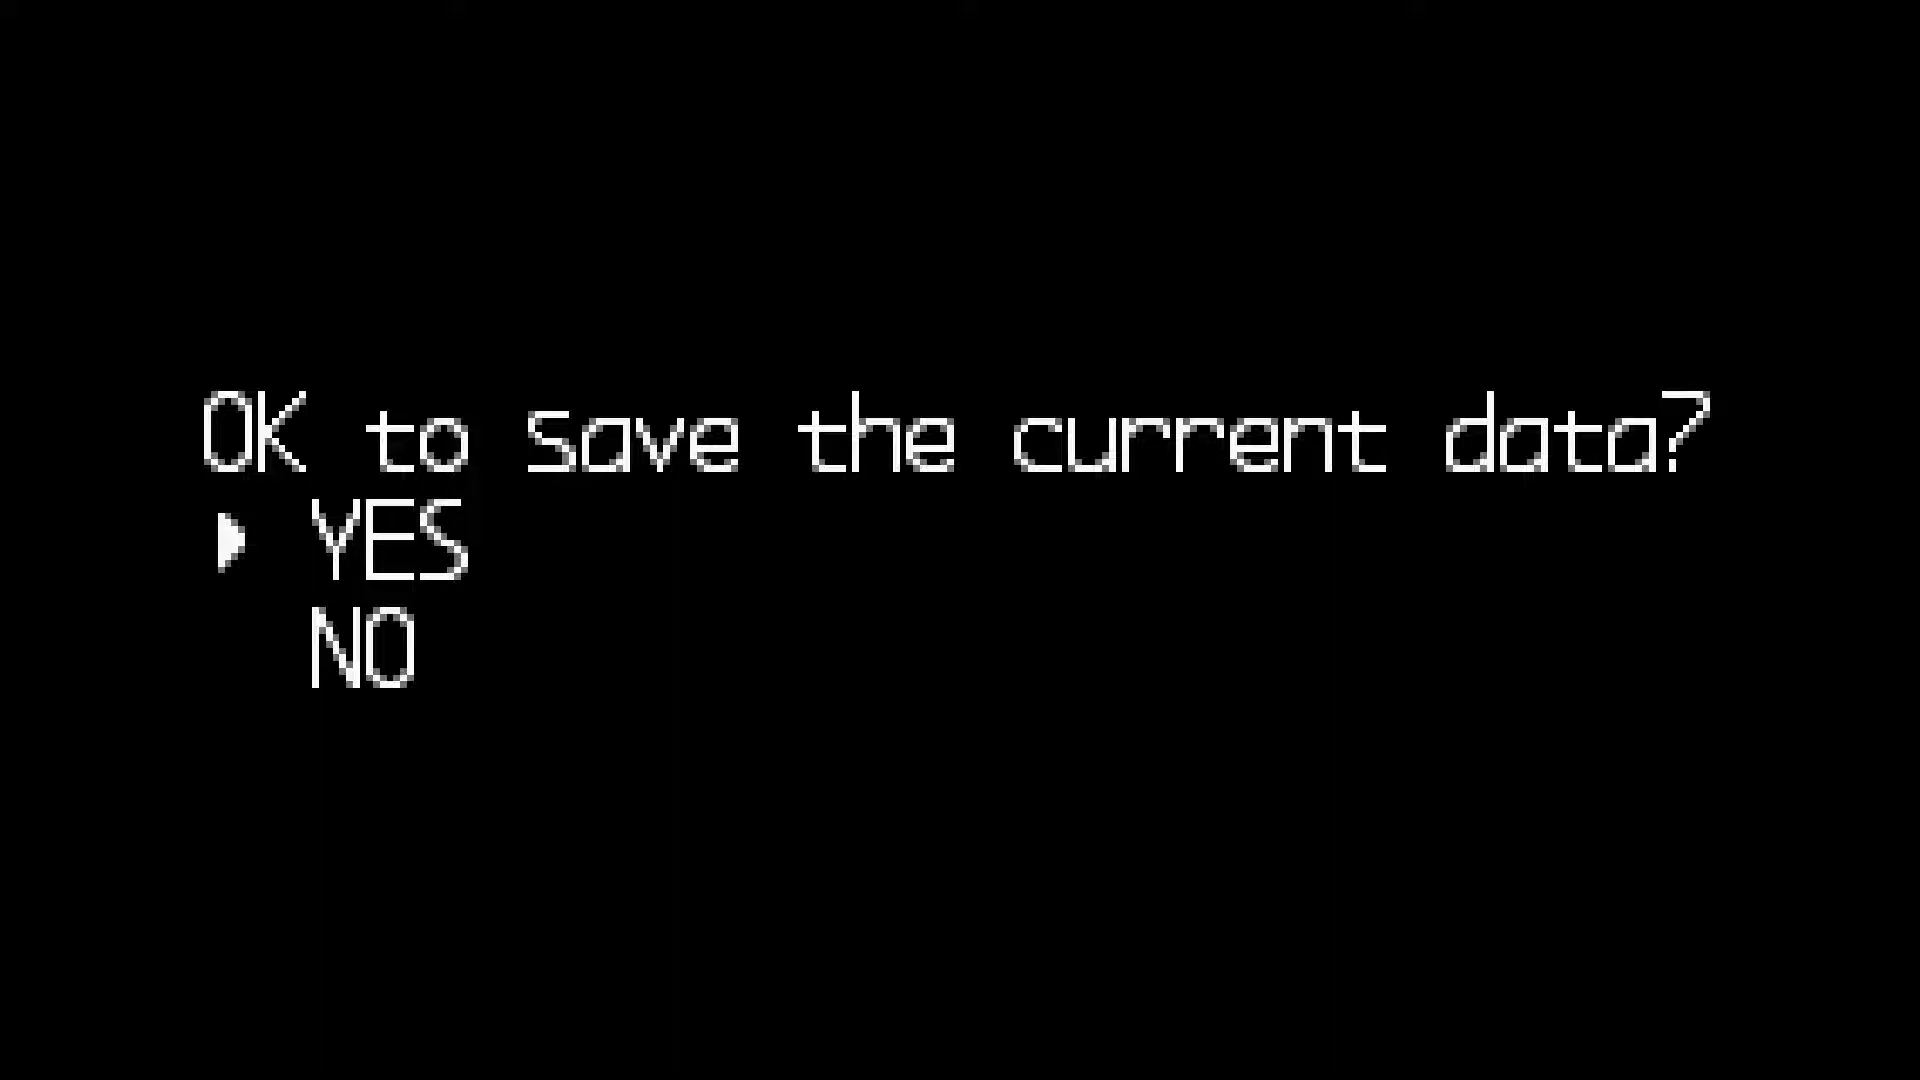 OK to save the current data?
YES
NO